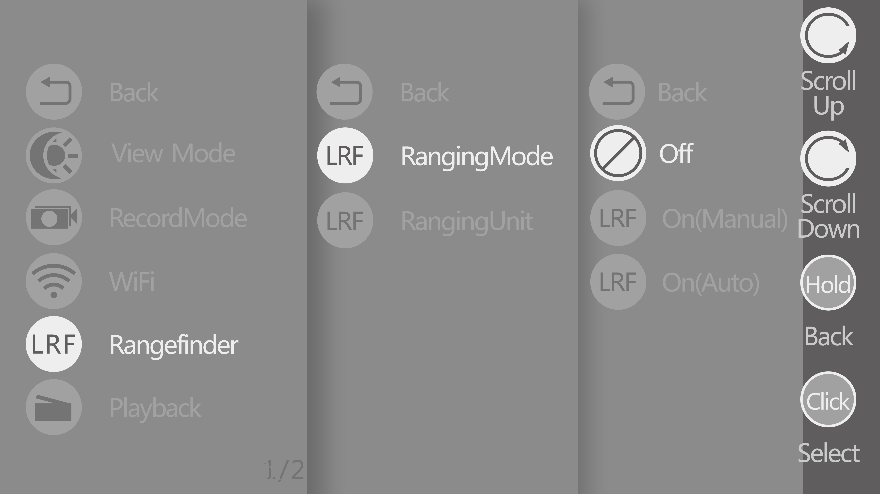 Back
View Mode
RecordMode
WiFi
LRF Rangefinder
Playback
1/2
Back
LRF RangingMode
LRF RangingUnit
Back
Off
LRF On(Manual)
LRF On(Auto)
Scroll
Up
Scroll
Down
Hold
Back
Click
Select